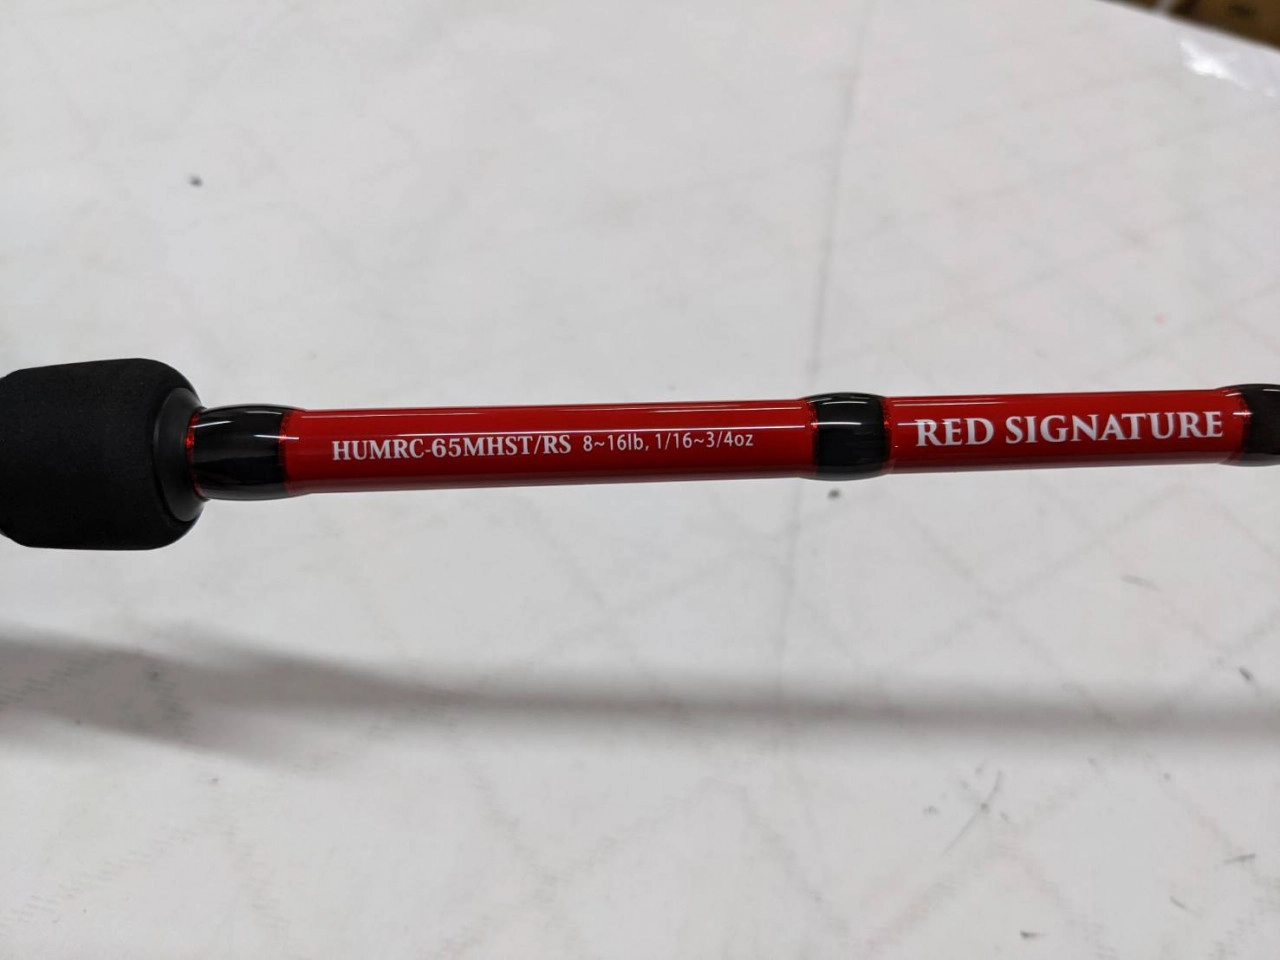 HUMRC-65MHST/RS 8~16lb, 1/16~3/4oz
RED SIGNATURE